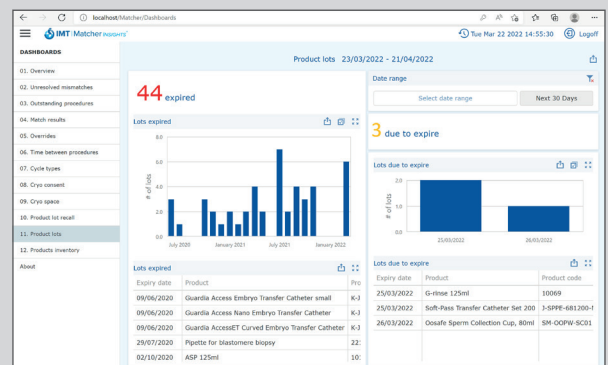 localhost/Matcher/Dashboards
IMT Matcher INSIGHTS
Tue Mar 22 2022 14:55:30 Logoff
DASHBOARDS
01. Overview
02. Unresolved mismatches
03. Outstanding procedures
04. Match results
05. Overrides
06. Time between procedures
07. Cycle types
08. Cryo consent
09. Cryo space
10. Product lot recall
11. Product lots
12. Products inventory
About
Product lots 23/03/2022 - 21/04/2022
44 expired
Lots expired
# of lots
8.0
6.0
4.0
2.0
0.0
July 2020 January 2021 July 2021 January 2022
Lots expired
Expiry date Product Pro
09/06/2020 Guardia Access Embryo Transfer Catheter small K-J
09/06/2020 Guardia Access Nano Embryo Transfer Catheter K-J
09/06/2020 Guardia AccessET Curved Embryo Transfer Catheter K-J
29/07/2020 Pipette for blastomere biopsy 22:
02/10/2020 ASP 125ml 10:
Date range
Select date range Next 30 Days
3 due to expire
Lots due to expire
# of lots
2.0
1.0
0.0
25/03/2022 26/03/2022
Lots due to expire
Expiry date Product Product code
25/03/2022 G-rinse 125ml 10069
25/03/2022 Soft-Pass Transfer Catheter Set 200 J-SPPE-681200-
26/03/2022 Oosafe Sperm Collection Cup, 80ml SM-OOPW-SC01